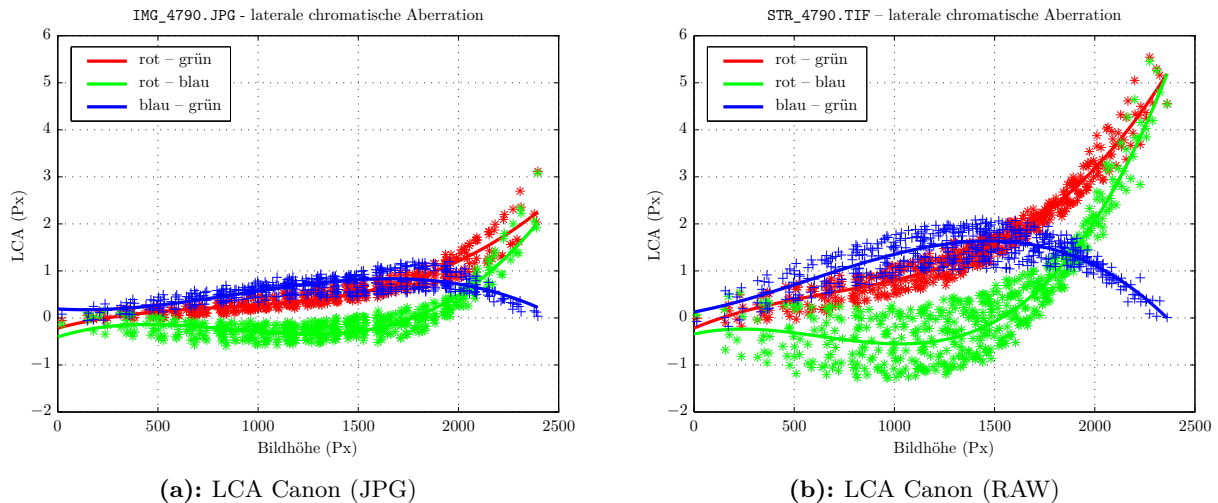 IMG_4790.JPG - laterale chromatische Aberration
6
5
4
3
2
1
0
−1
−2
LCA (Px)
rot – grün
rot – blau
blau – grün
0
500
1000
1500
2000
2500
Bildhöhe (Px)
(a): LCA Canon (JPG)
STR_4790.TIF – laterale chromatische Aberration
6
5
4
3
2
1
0
−1
−2
LCA (Px)
rot – grün
rot – blau
blau – grün
0
500
1000
1500
2000
2500
Bildhöhe (Px)
(b): LCA Canon (RAW)